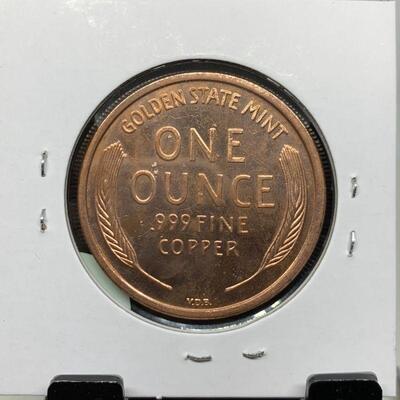 GOLDEN STATE MINT
ONE
OUNCE
.999 FINE
COPPER
V.D.B.